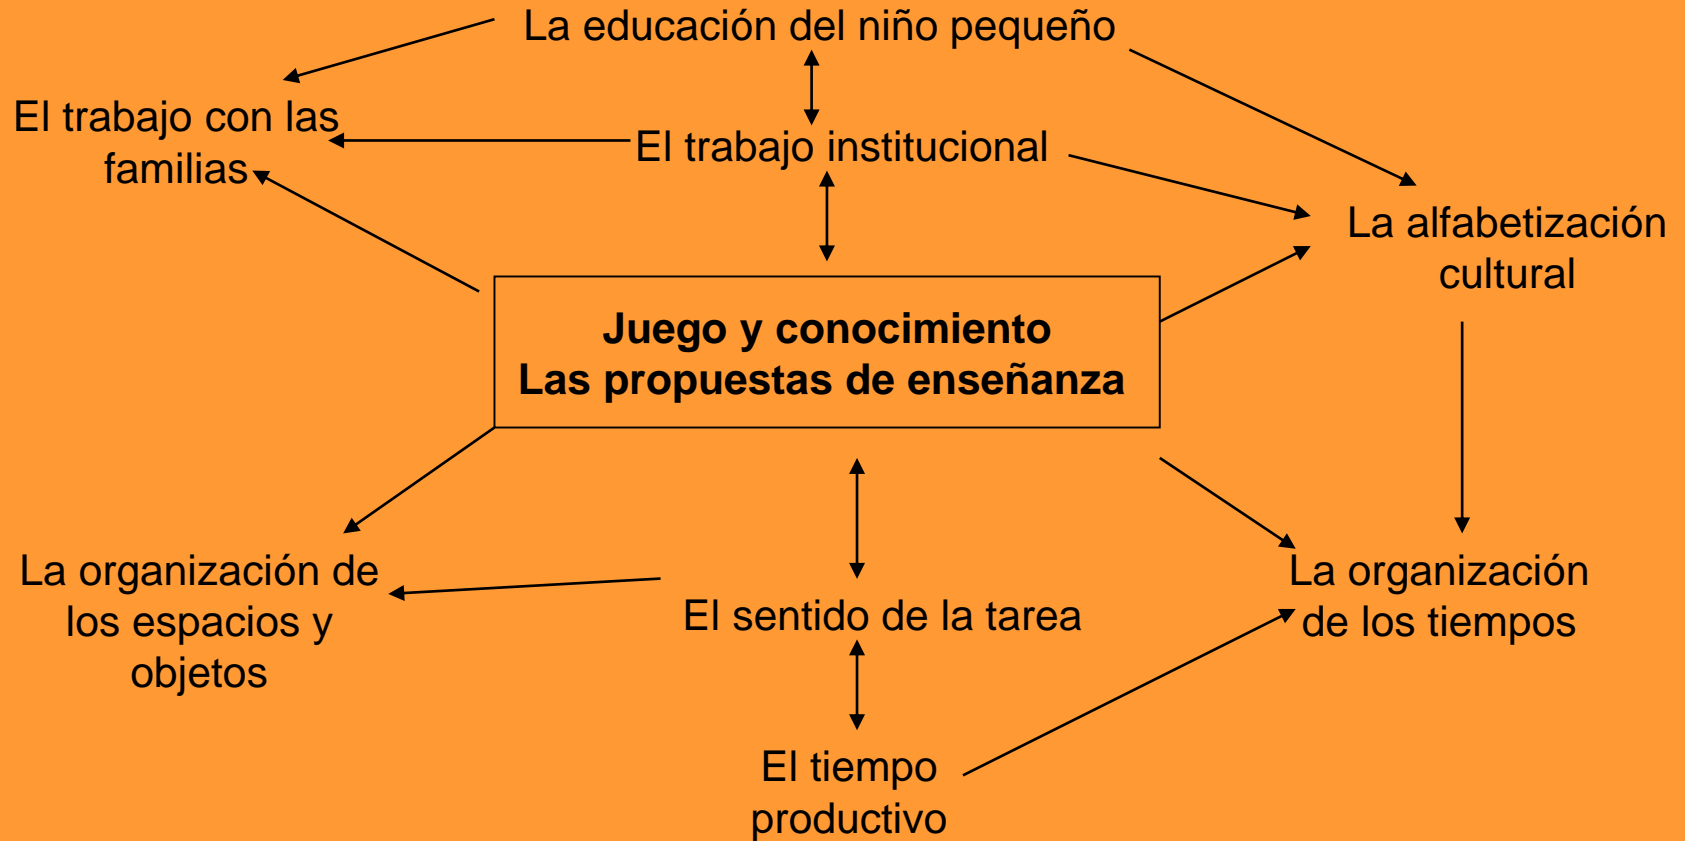 La educación del niño pequeño
El trabajo con las
familias
El trabajo institucional
La alfabetización
cultural
Juego y conocimiento
Las propuestas de enseñanza
La organización de
los espacios y
objetos
El sentido de la tarea
La organización
de los tiempos
El tiempo
productivo